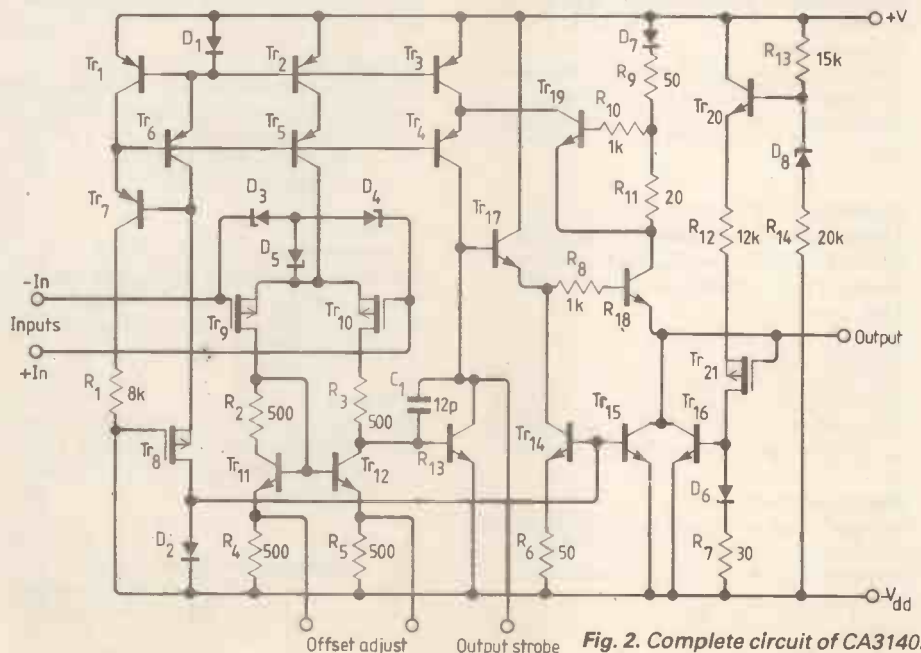 +V
D1
Tr1
Tr2
Tr3
D7
R9
50
R13
15k
Tr19
R10
1k
Tr20
Tr6
Tr5
Tr4
D8
Tr7
D3
D4
R11
20
Tr17
D5
R8
1k
R12
12k
R14
20k
-In
Inputs
+In
Tr9
Tr10
R18
Output
Tr21
R1
8k
R2
500
R3
500
C1
12p
Tr14
Tr15
Tr16
Tr8
Tr11
Tr12
R13
D6
D2
R4
500
R5
500
R6
50
R7
30
-Vdd
Offset adjust
Output strobe
Fig. 2. Complete circuit of CA3140.